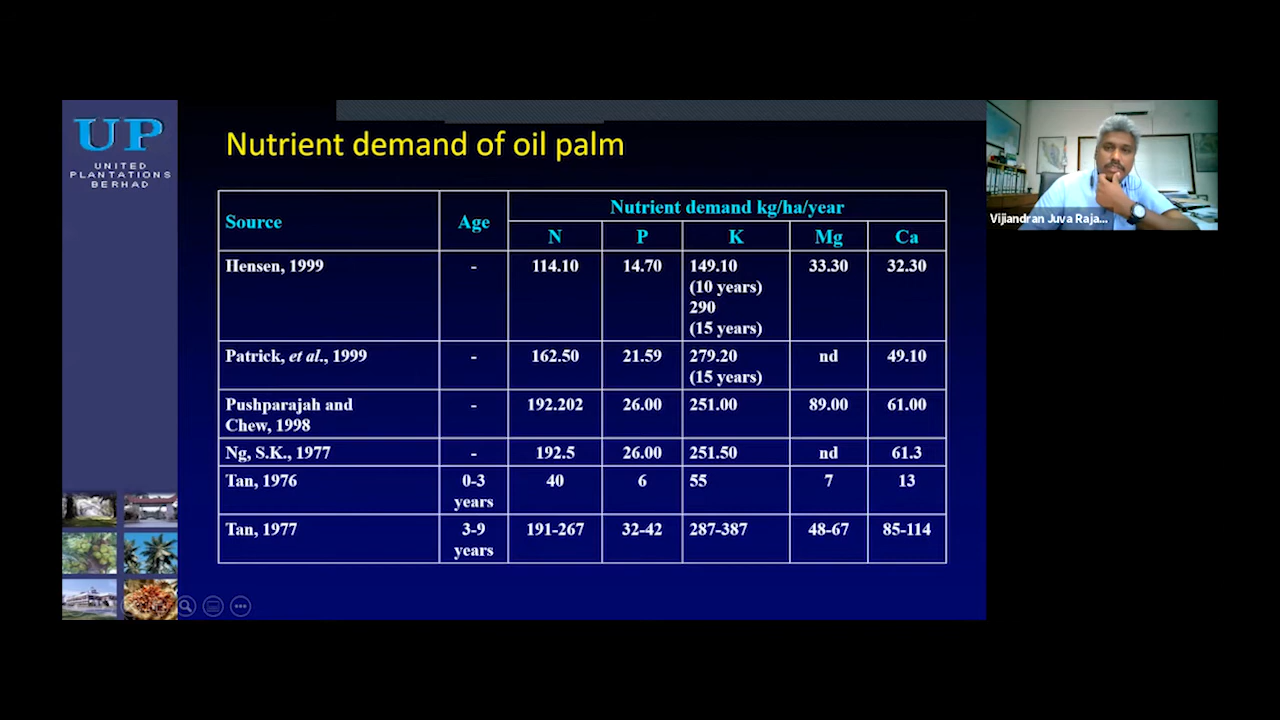 UP
UNITED
PLANTATIONS
BERHAD
Nutrient demand of oil palm
Source Age Nutrient demand kg/ha/year
N P K Mg Ca
Hensen, 1999 - 114.10 14.70 149.10 33.30 32.30
(10 years)
290
(15 years)
Patrick, et al., 1999 - 162.50 21.59 279.20 nd 49.10
(15 years)
Pushparajah and - 192.202 26.00 251.00 89.00 61.00
Chew, 1998
Ng, S.K., 1977 - 192.5 26.00 251.50 nd 61.3
Tan, 1976 0-3 40 6 55 7 13
years
Tan, 1977 3-9 191-267 32-42 287-387 48-67 85-114
years
Vijiandran Juva Raja...